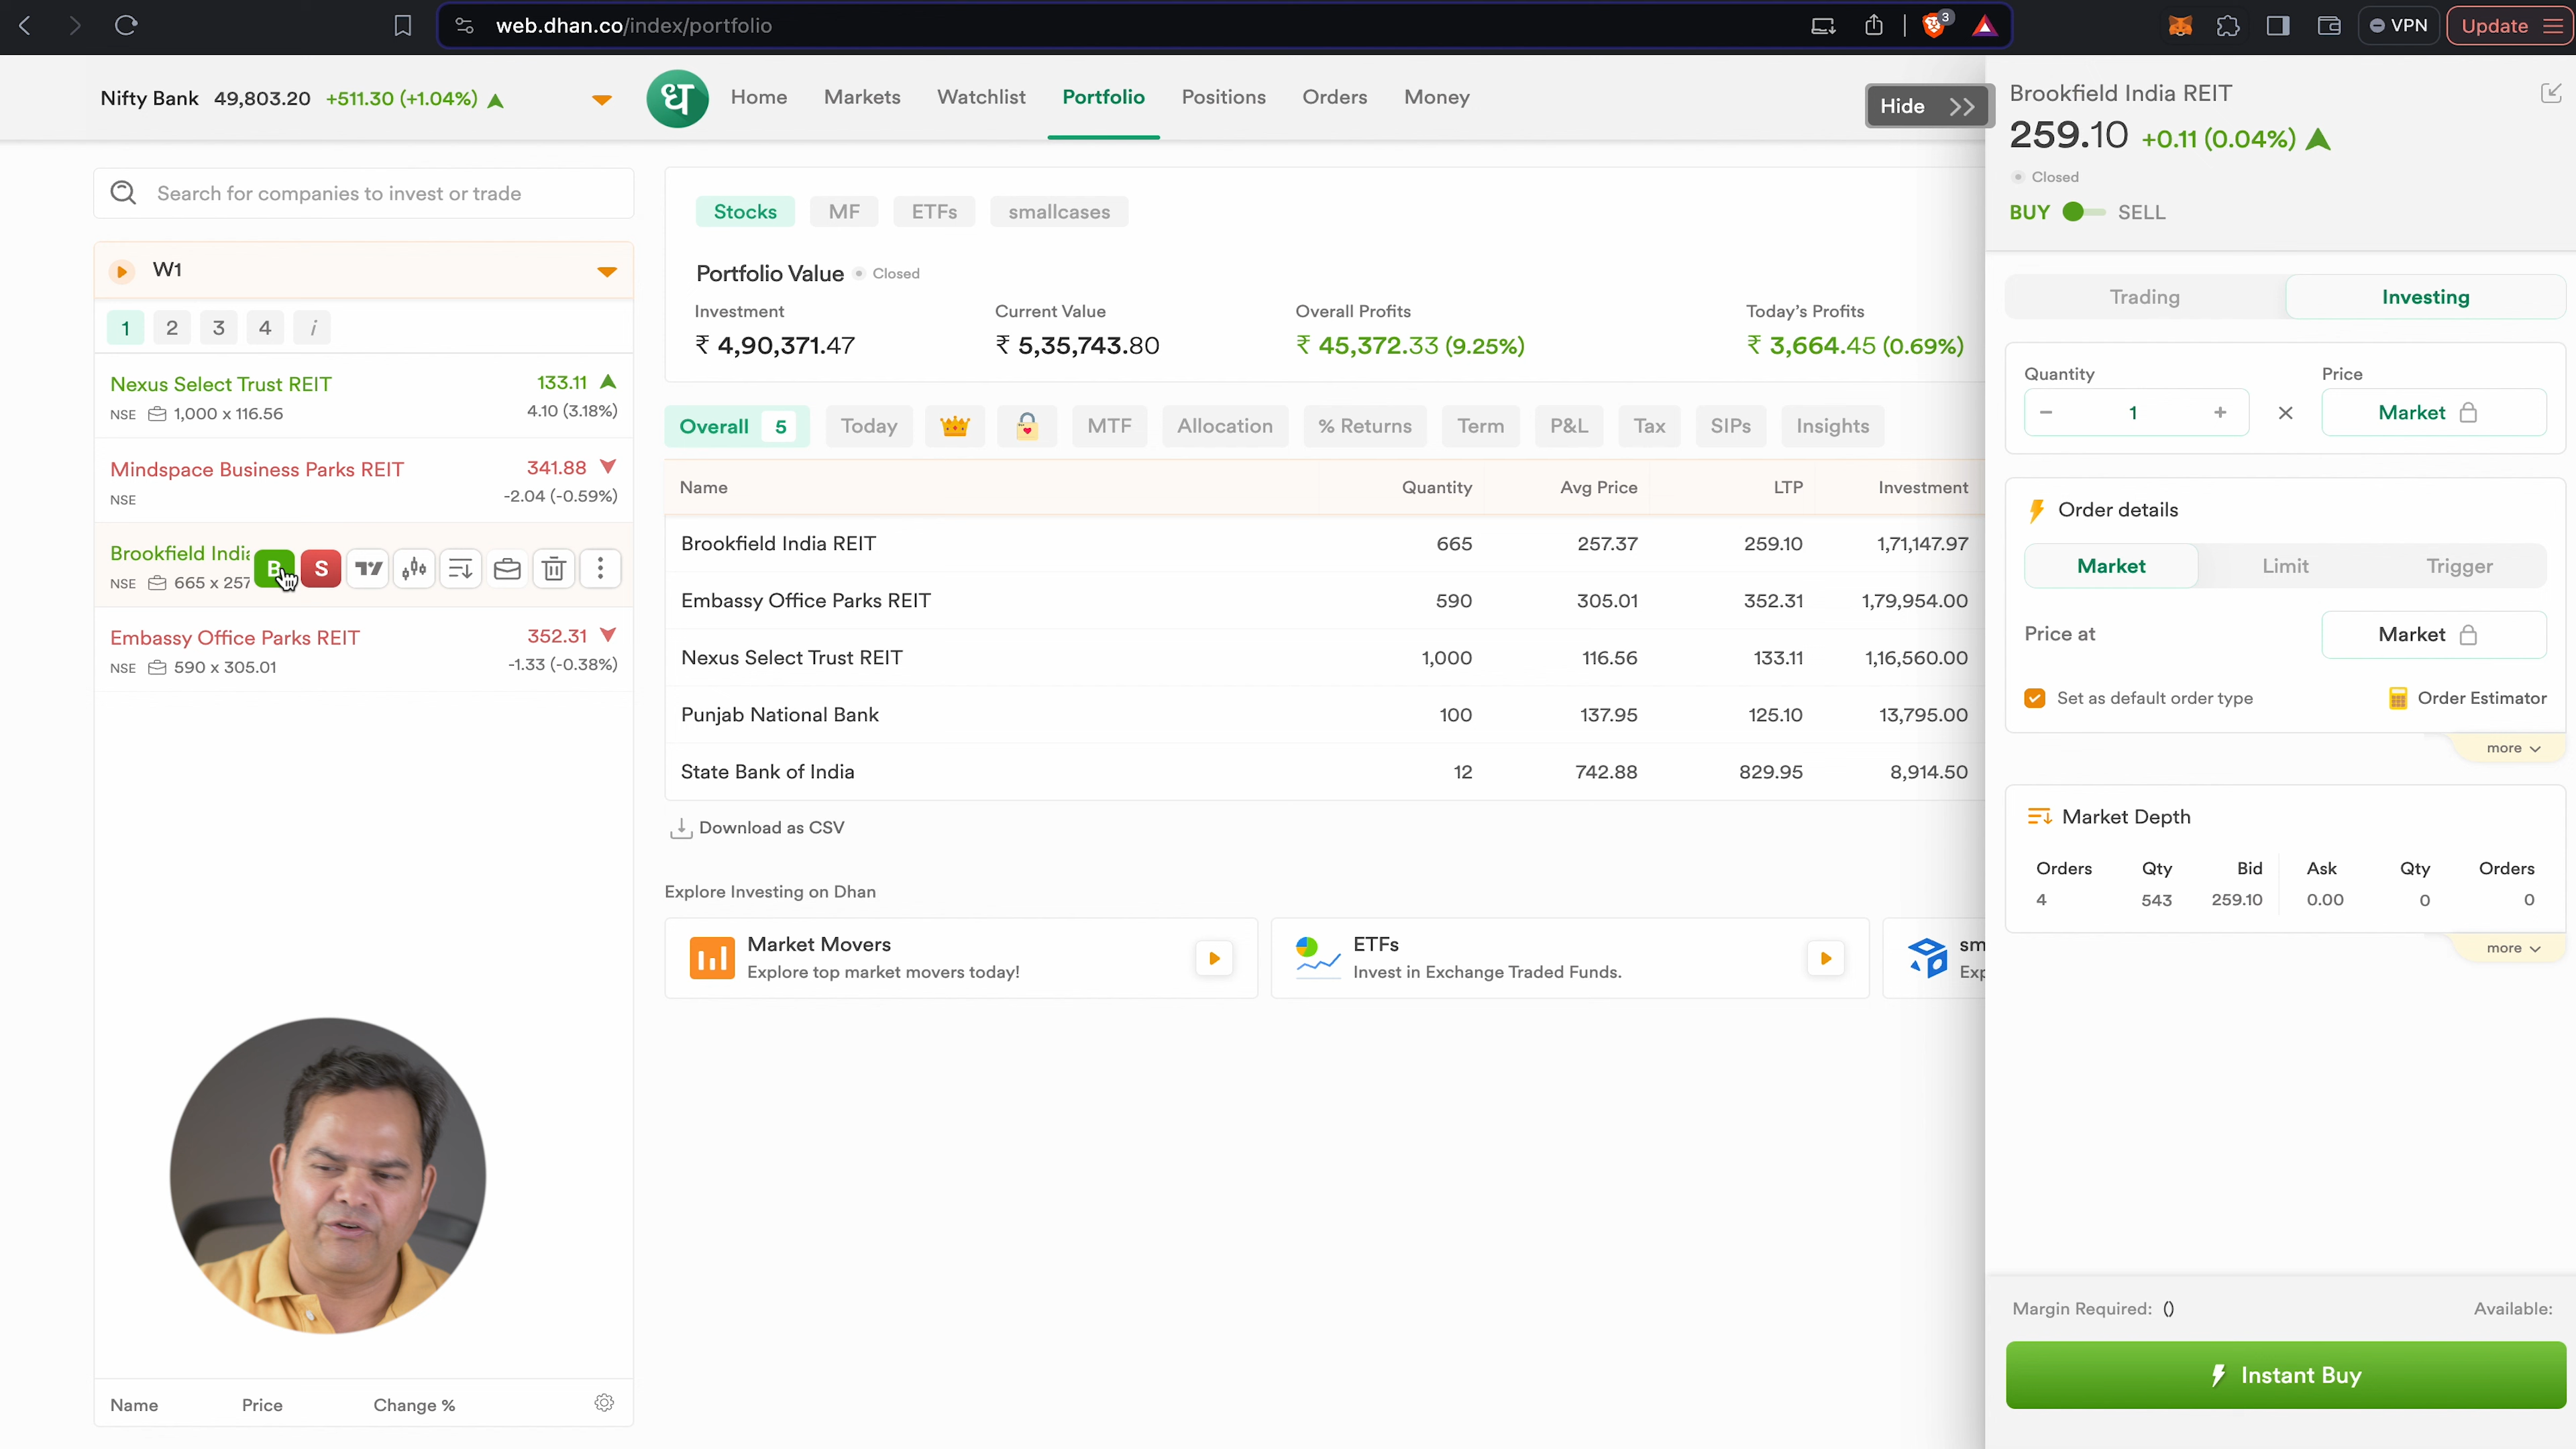 web.dhan.co/index/portfolio
3
VPN
Update
Nifty Bank 49,803.20 +511.30 (+1.04%)
ध
Home Markets Watchlist Portfolio Positions Orders Money
Hide >>
Search for companies to invest or trade
W1
1 2 3 4 i
Nexus Select Trust REIT 133.11
NSE 1,000 x 116.56 4.10 (3.18%)
Mindspace Business Parks REIT 341.88
NSE -2.04 (-0.59%)
Brookfield India
B S
NSE 665 x 257
Embassy Office Parks REIT 352.31
NSE 590 x 305.01 -1.33 (-0.38%)
Name Price Change %
Stocks MF ETFs smallcases
Portfolio Value Closed
Investment Current Value Overall Profits Today's Profits
₹ 4,90,371.47 ₹ 5,35,743.80 ₹ 45,372.33 (9.25%) ₹ 3,664.45 (0.69%)
Overall 5 Today MTF Allocation % Returns Term P&L Tax SIPs Insights
Name Quantity Avg Price LTP Investment
Brookfield India REIT 665 257.37 259.10 1,71,147.97
Embassy Office Parks REIT 590 305.01 352.31 1,79,954.00
Nexus Select Trust REIT 1,000 116.56 133.11 1,16,560.00
Punjab National Bank 100 137.95 125.10 13,795.00
State Bank of India 12 742.88 829.95 8,914.50
Download as CSV
Explore Investing on Dhan
Market Movers
Explore top market movers today!
ETFs
Invest in Exchange Traded Funds.
sm
Exp
Brookfield India REIT
259.10 +0.11 (0.04%)
Closed
BUY SELL
Trading Investing
Quantity Price
− 1 + × Market
Order details
Market Limit Trigger
Price at Market
Set as default order type Order Estimator
more
Market Depth
Orders Qty Bid Ask Qty Orders
4 543 259.10 0.00 0 0
more
Margin Required: () Available:
Instant Buy